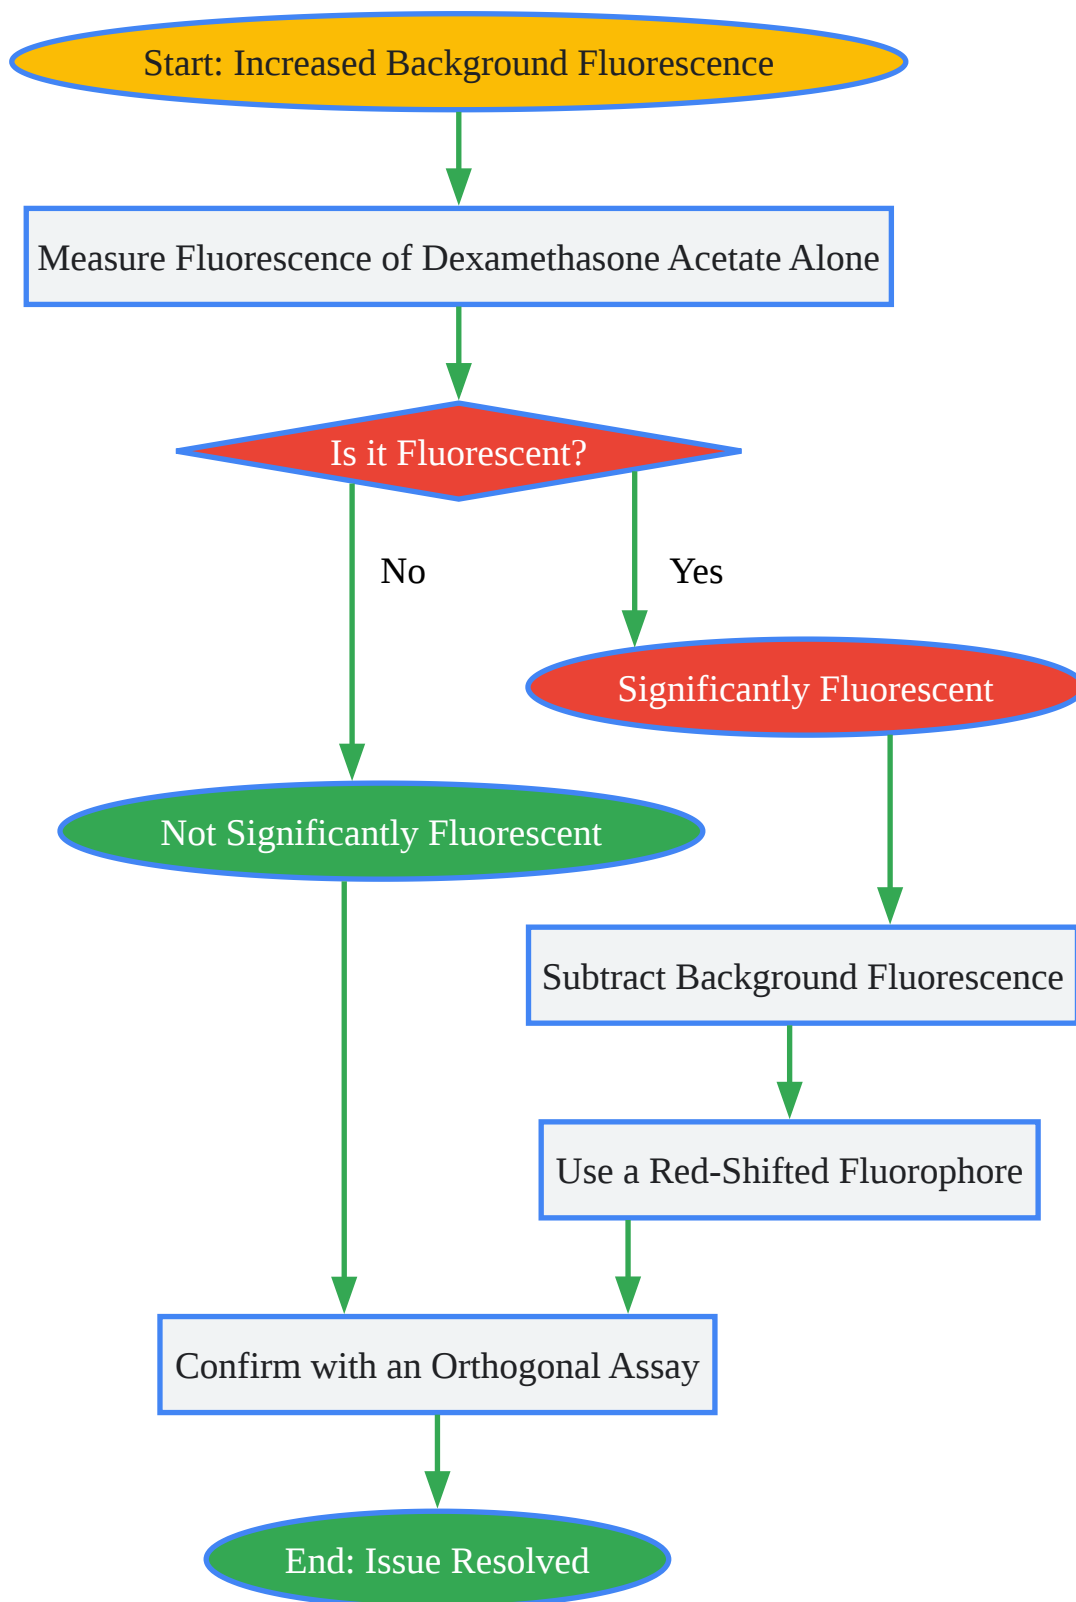 Start: Increased Background Fluorescence
Measure Fluorescence of Dexamethasone Acetate Alone
Is it Fluorescent?
No
Yes
Significantly Fluorescent
Not Significantly Fluorescent
Subtract Background Fluorescence
Use a Red-Shifted Fluorophore
Confirm with an Orthogonal Assay
End: Issue Resolved